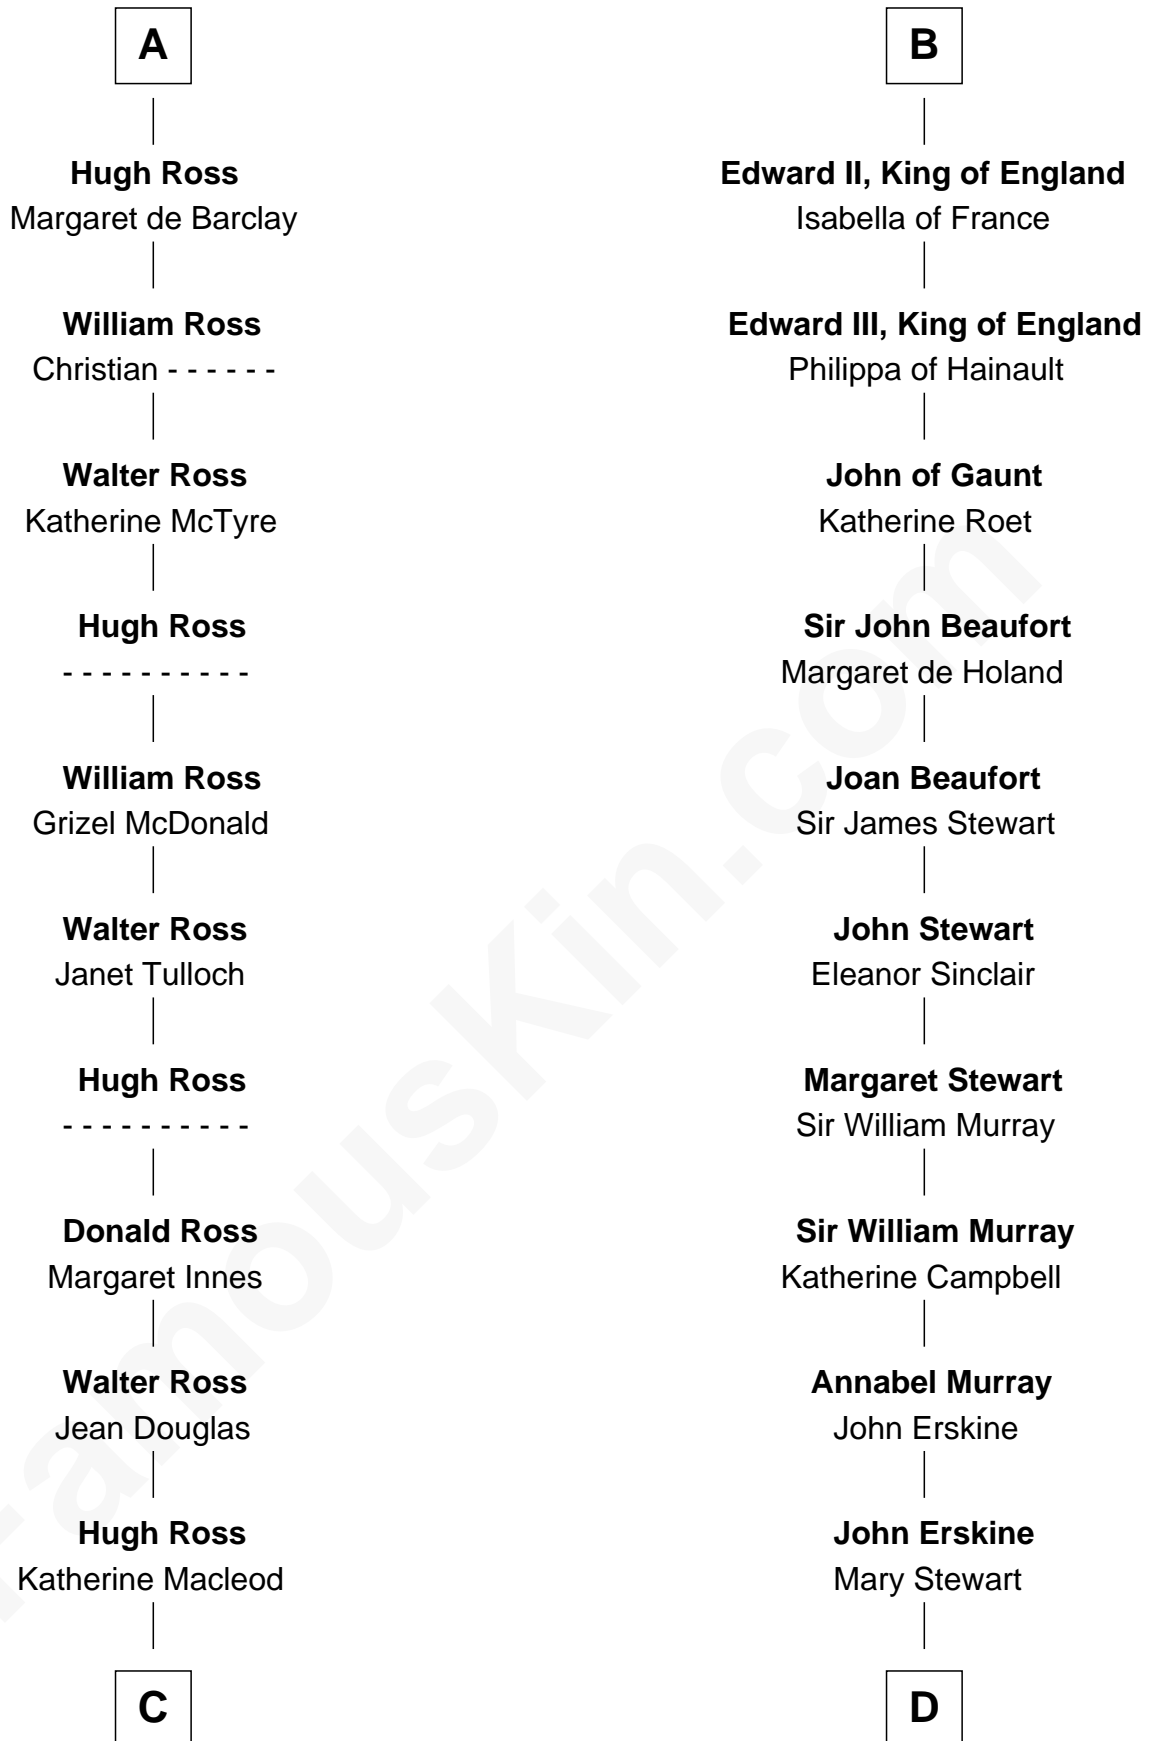 A
Hugh Ross
Margaret de Barclay
William Ross
Christian - - - - - -
Walter Ross
Katherine McTyre
Hugh Ross
- - - - - - - - - -
William Ross
Grizel McDonald
Walter Ross
Janet Tulloch
Hugh Ross
- - - - - - - - - -
Donald Ross
Margaret Innes
Walter Ross
Jean Douglas
Hugh Ross
Katherine Macleod
C
B
Edward II, King of England
Isabella of France
Edward III, King of England
Philippa of Hainault
John of Gaunt
Katherine Roet
Sir John Beaufort
Margaret de Holand
Joan Beaufort
Sir James Stewart
John Stewart
Eleanor Sinclair
Margaret Stewart
Sir William Murray
Sir William Murray
Katherine Campbell
Annabel Murray
John Erskine
John Erskine
Mary Stewart
D
FamousKin.com